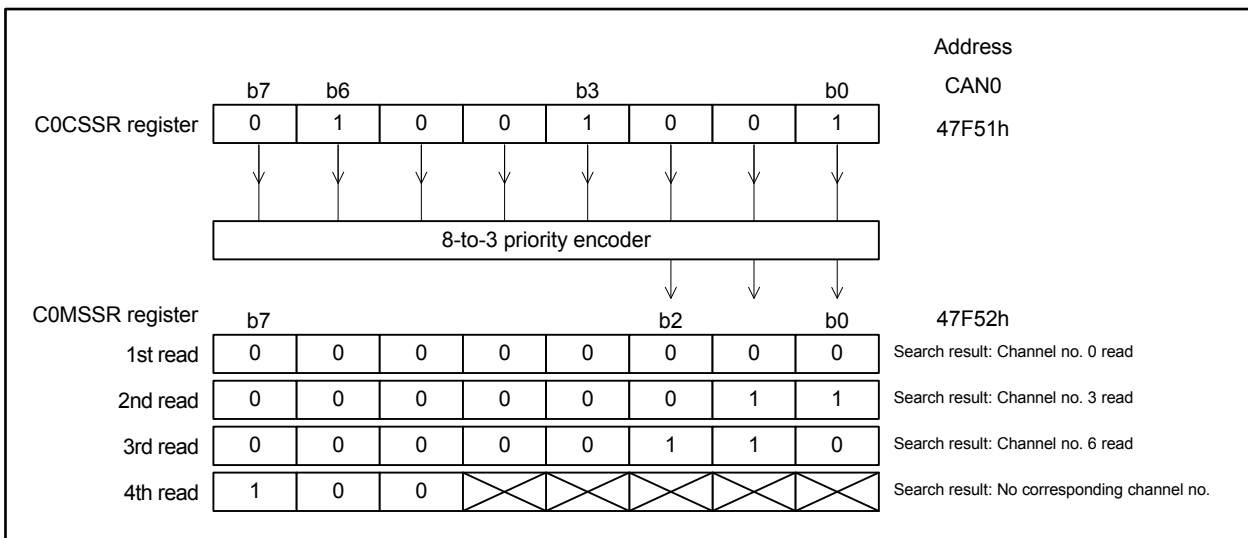 Address
CAN0
b7 b6 b3 b0
C0CSSR register 0 1 0 0 1 0 0 1 47F51h
8-to-3 priority encoder
C0MSSR register b7 b2 b0 47F52h
1st read 0 0 0 0 0 0 0 0 Search result: Channel no. 0 read
2nd read 0 0 0 0 0 0 1 1 Search result: Channel no. 3 read
3rd read 0 0 0 0 0 1 1 0 Search result: Channel no. 6 read
4th read 1 0 0 Search result: No corresponding channel no.